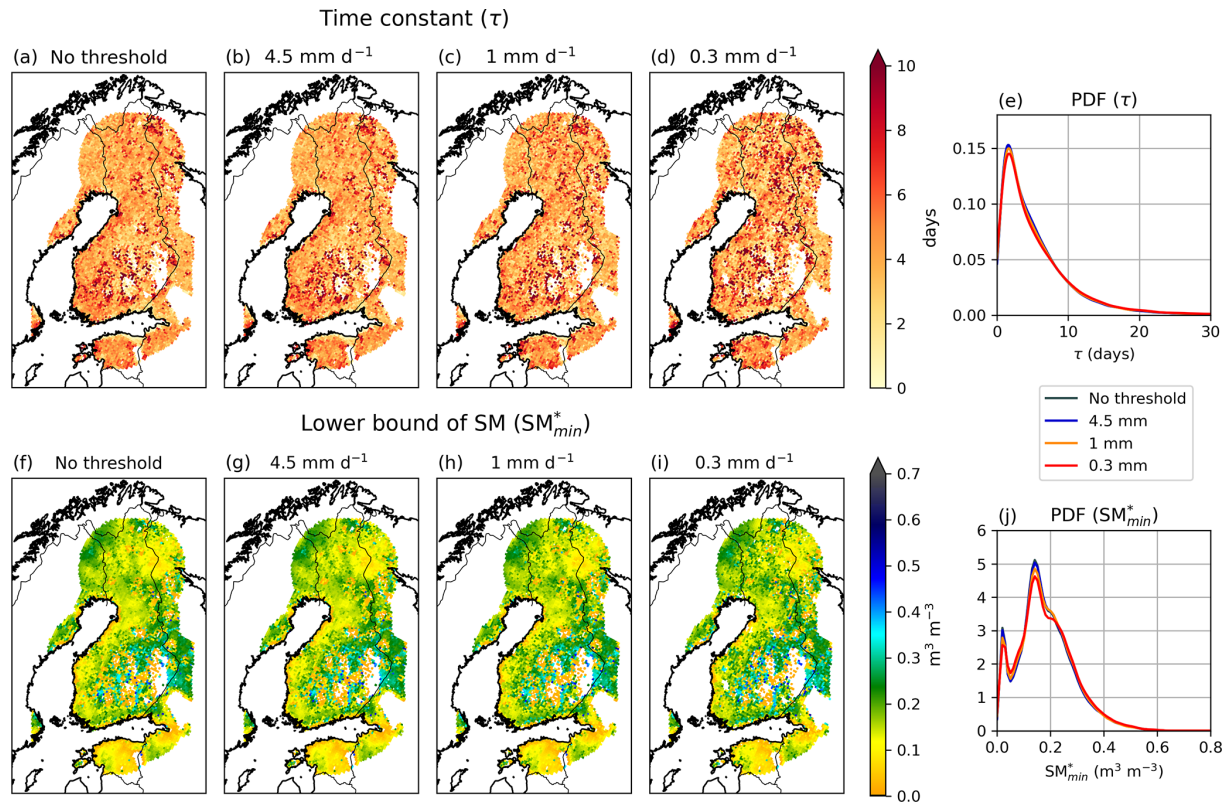 Time constant (τ)
(a) No threshold
(b) 4.5 mm d⁻¹
(c) 1 mm d⁻¹
(d) 0.3 mm d⁻¹
10
8
6
4
2
0
days
(e) PDF (τ)
0.15
0.10
0.05
0.00
0 10 20 30
τ (days)
No threshold
4.5 mm
1 mm
0.3 mm
Lower bound of SM (SM*min)
(f) No threshold
(g) 4.5 mm d⁻¹
(h) 1 mm d⁻¹
(i) 0.3 mm d⁻¹
0.7
0.6
0.5
0.4
0.3
0.2
0.1
0.0
m³ m⁻³
(j) PDF (SM*min)
6
5
4
3
2
1
0
0.0 0.2 0.4 0.6 0.8
SM*min (m³ m⁻³)